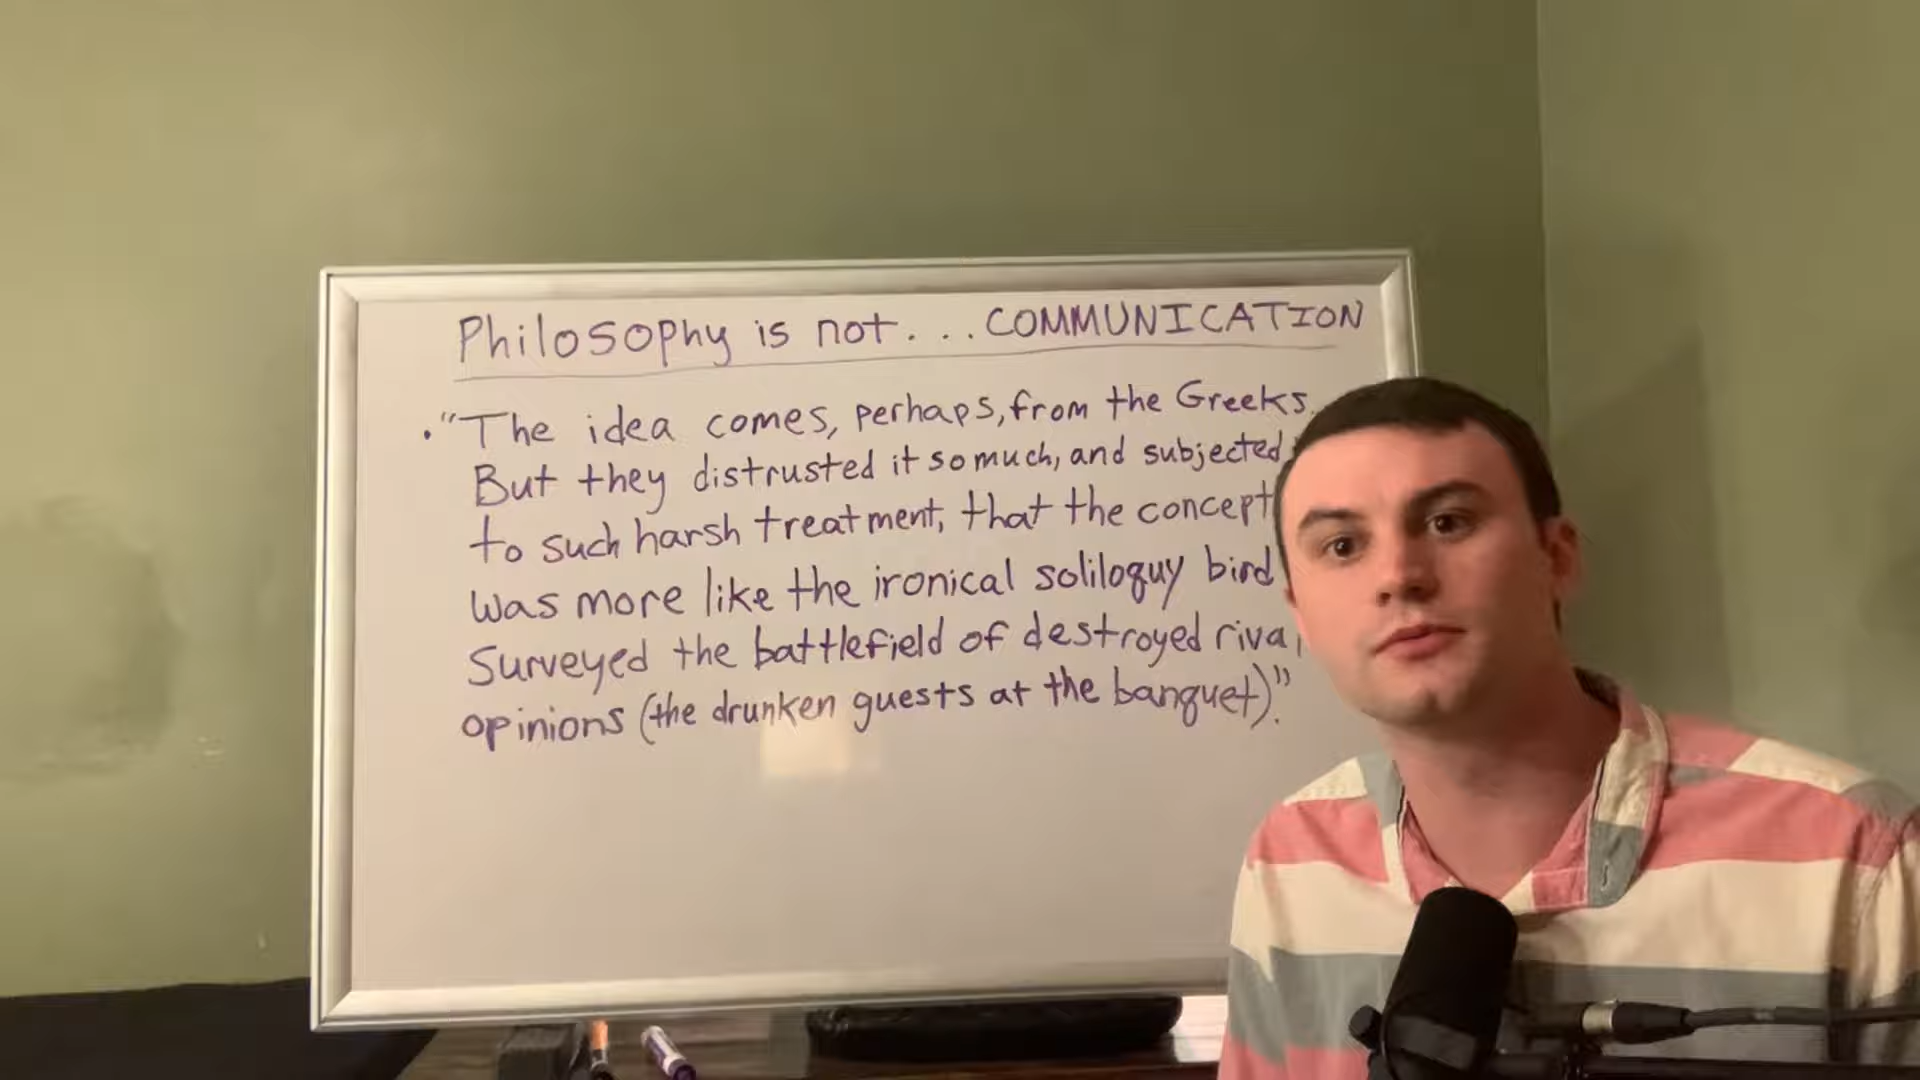 Philosophy is not... COMMUNICATION
• "The idea comes, perhaps, from the Greeks.
But they distrusted it so much, and subjected
to such harsh treatment, that the concept
was more like the ironical soliloquy bird
surveyed the battlefield of destroyed rival
opinions (the drunken guests at the banquet)".